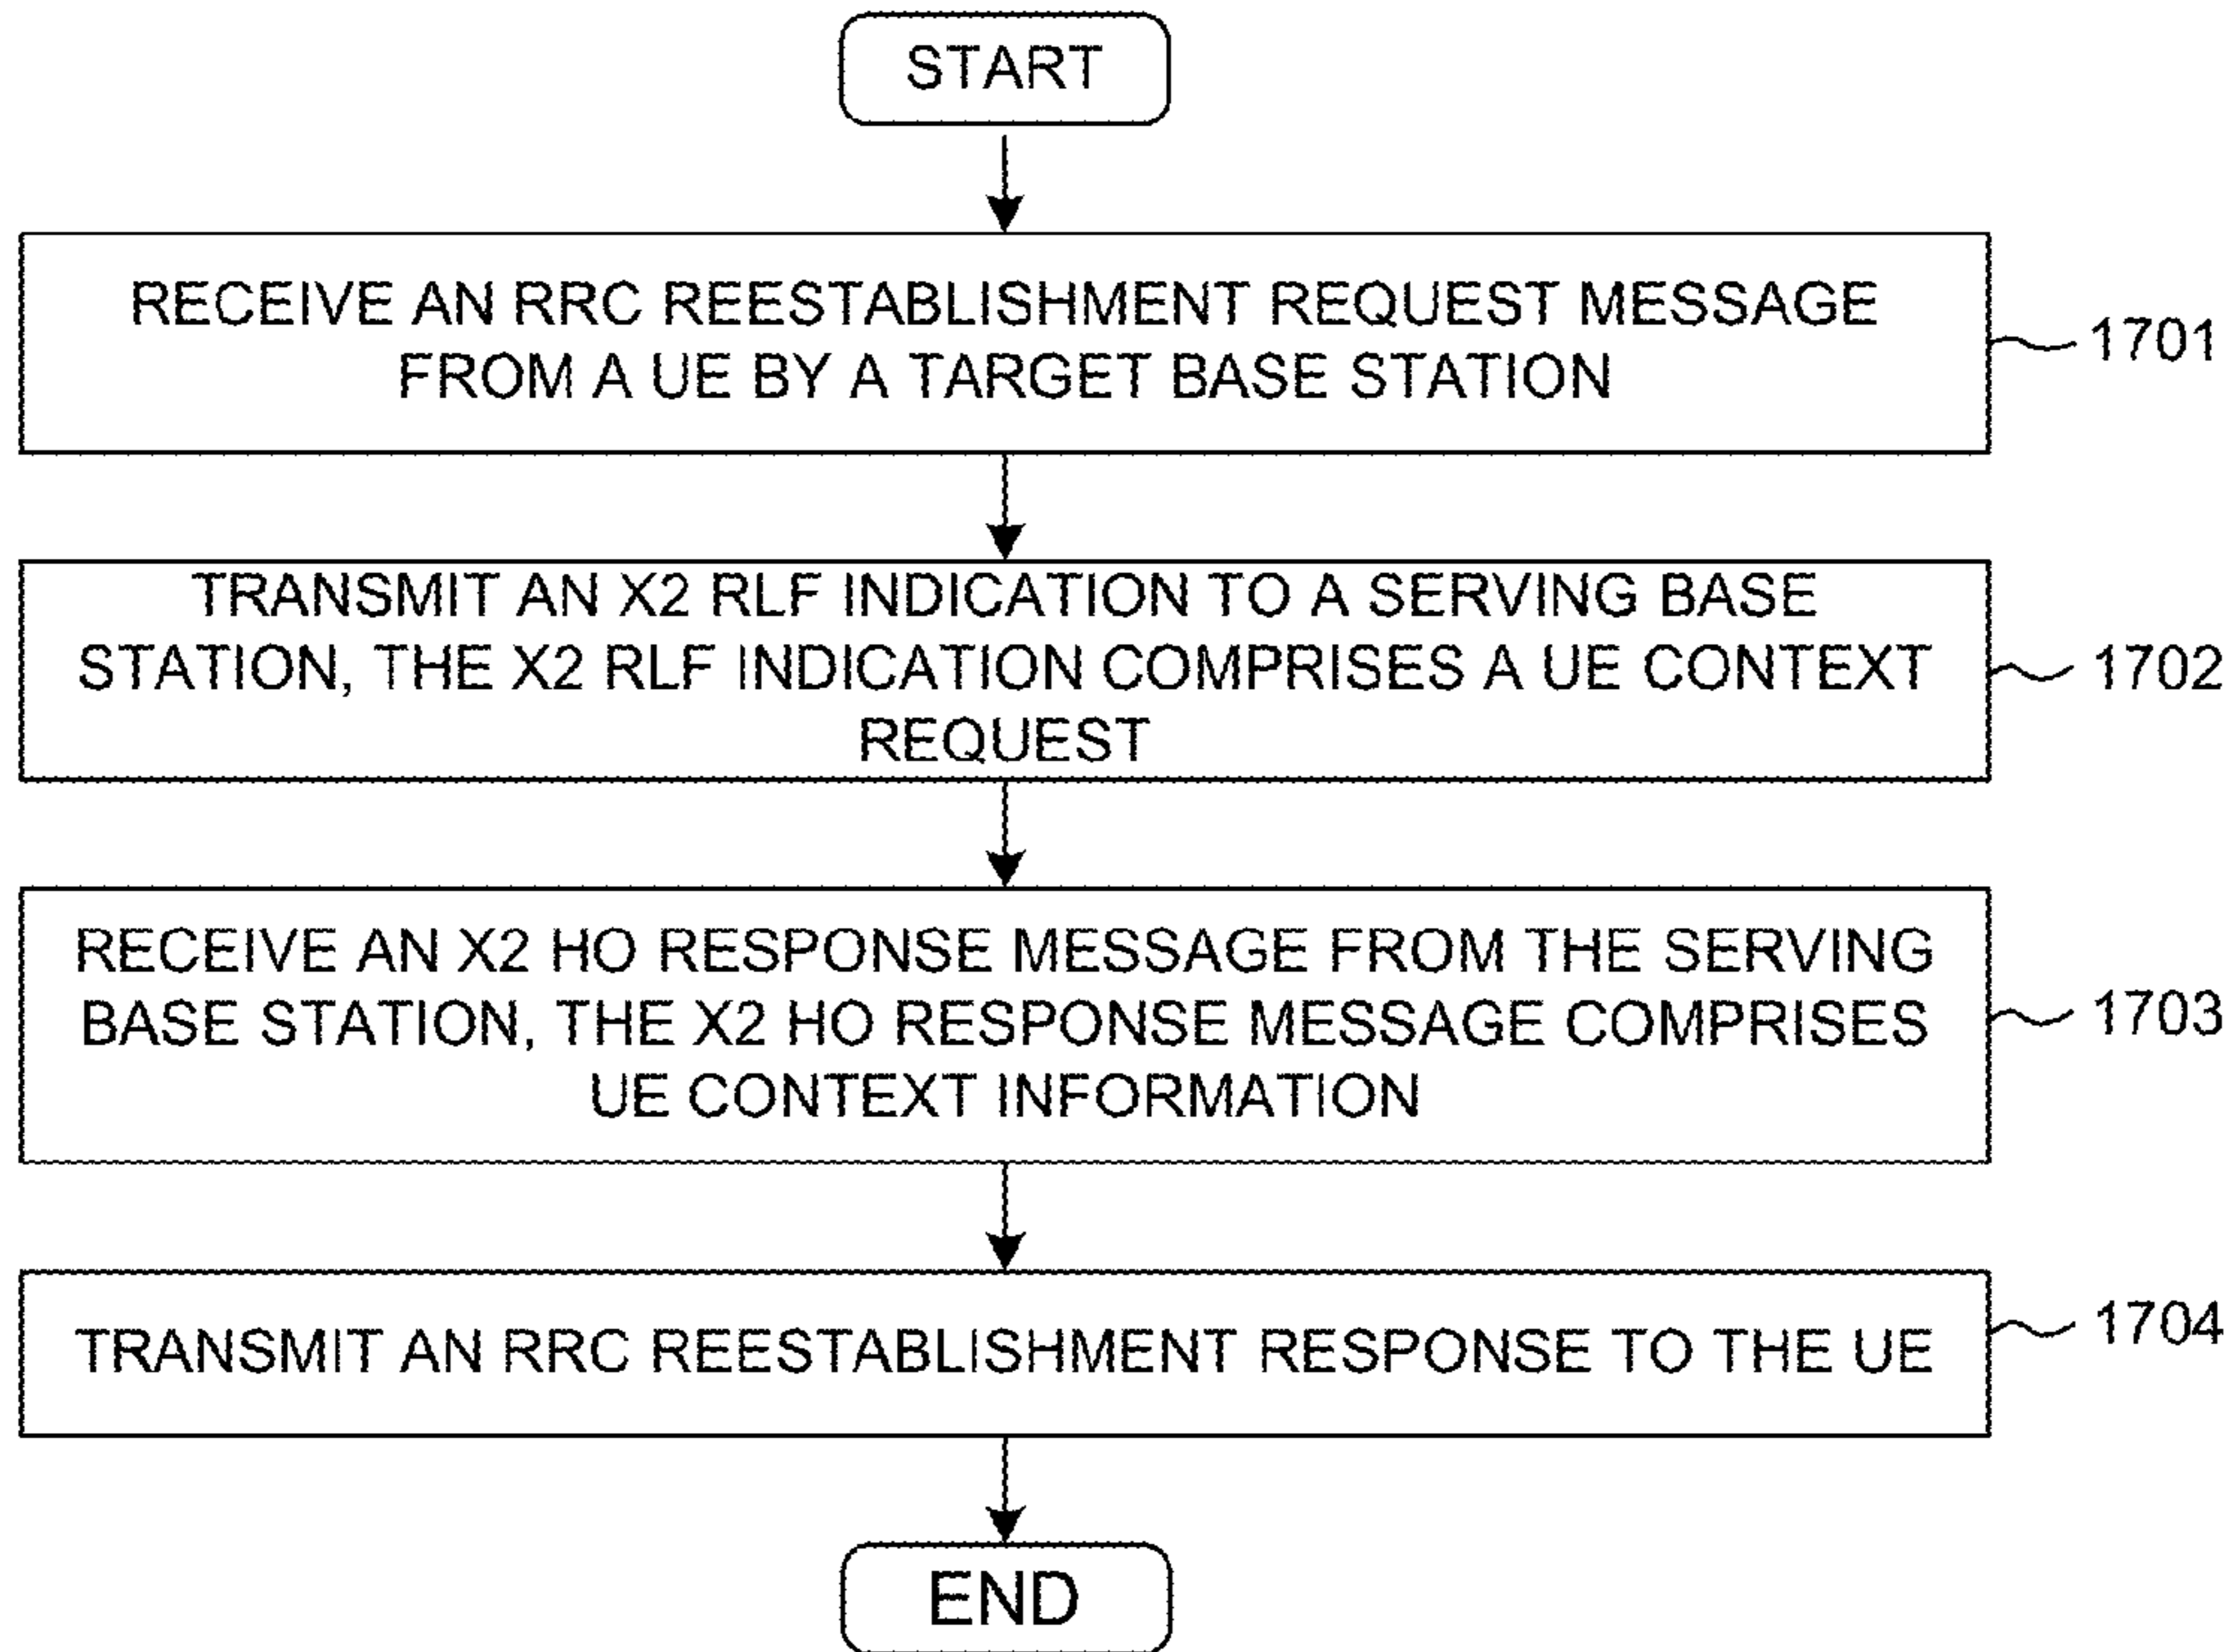 START
RECEIVE AN RRC REESTABLISHMENT REQUEST MESSAGE
FROM A UE BY A TARGET BASE STATION
1701
TRANSMIT AN X2 RLF INDICATION TO A SERVING BASE
STATION, THE X2 RLF INDICATION COMPRISES A UE CONTEXT
REQUEST
1702
RECEIVE AN X2 HO RESPONSE MESSAGE FROM THE SERVING
BASE STATION, THE X2 HO RESPONSE MESSAGE COMPRISES
UE CONTEXT INFORMATION
1703
TRANSMIT AN RRC REESTABLISHMENT RESPONSE TO THE UE
1704
END